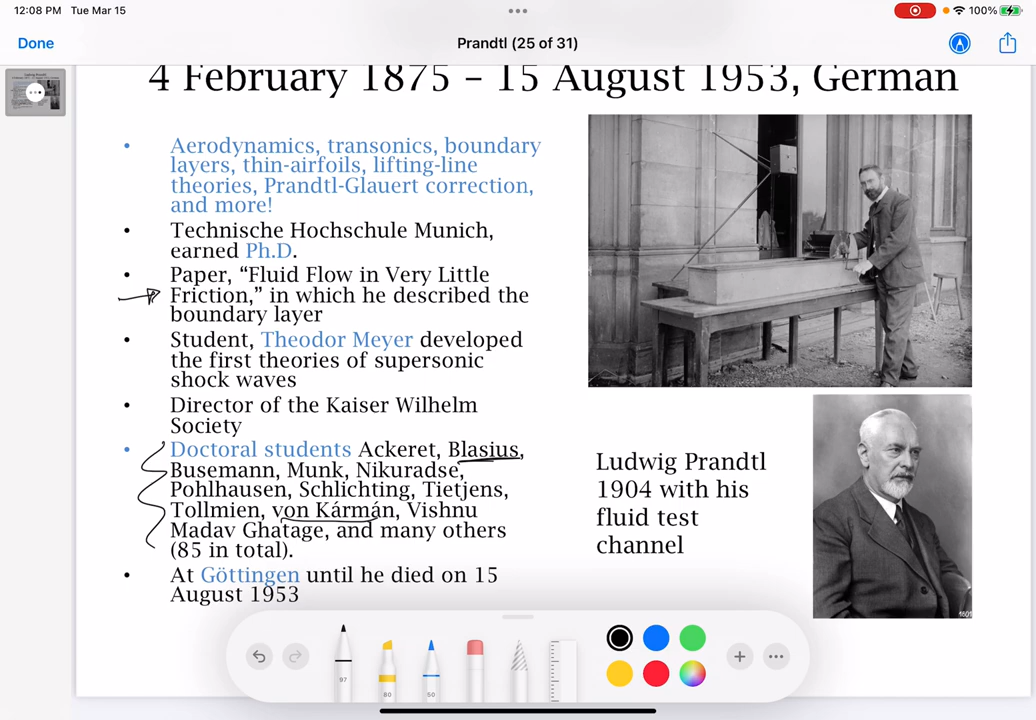 12:08 PM Tue Mar 15
100%
Done
Prandtl (25 of 31)
4 February 1875 – 15 August 1953, German
• Aerodynamics, transonics, boundary
layers, thin-airfoils, lifting-line
theories, Prandtl-Glauert correction,
and more!
• Technische Hochschule Munich,
earned Ph.D.
• Paper, “Fluid Flow in Very Little
Friction,” in which he described the
boundary layer
• Student, Theodor Meyer developed
the first theories of supersonic
shock waves
• Director of the Kaiser Wilhelm
Society
• Doctoral students Ackeret, Blasius,
Busemann, Munk, Nikuradse,
Pohlhausen, Schlichting, Tietjens,
Tollmien, von Kármán, Vishnu
Madav Ghatage, and many others
(85 in total).
• At Göttingen until he died on 15
August 1953
Ludwig Prandtl
1904 with his
fluid test
channel
97
80
50